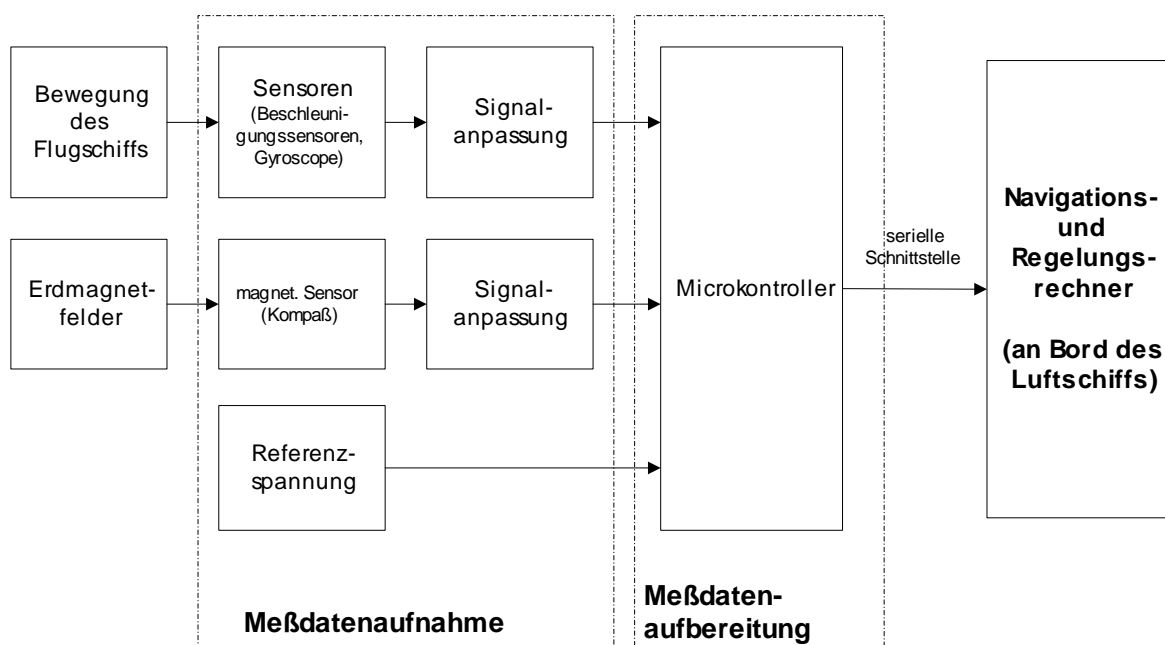 Bewegung
des
Flugschiffs
Sensoren
(Beschleuni-
gungssensoren,
Gyroscope)
Signal-
anpassung
Erdmagnet-
felder
magnet. Sensor
(Kompaß)
Signal-
anpassung
Referenz-
spannung
Microkontroller
serielle
Schnittstelle
Navigations-
und
Regelungs-
rechner
(an Bord des
Luftschiffs)
Meßdatenaufnahme
Meßdaten-
aufbereitung